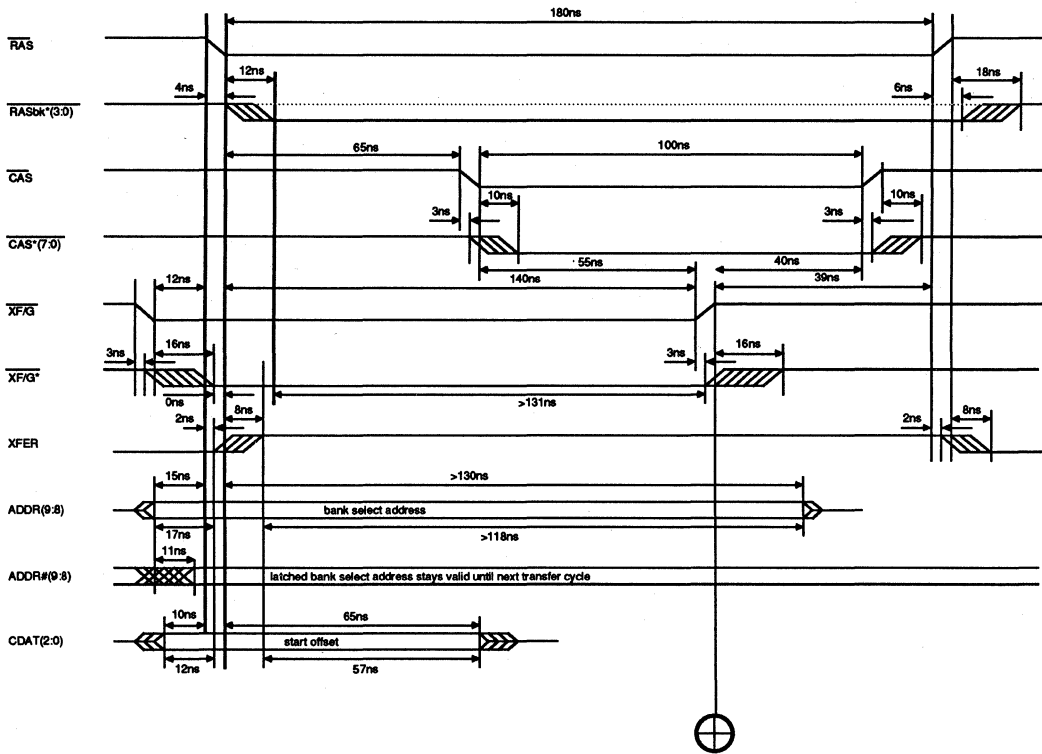 180ns
RAS
12ns
18ns
4ns
6ns
RASbk*(3:0)
65ns
100ns
CAS
10ns
10ns
3ns
3ns
CAS*(7:0)
55ns
40ns
12ns
140ns
39ns
XF/G
16ns
16ns
3ns
3ns
XF/G*
0ns
8ns
>131ns
2ns
2ns
8ns
XFER
15ns
>130ns
ADDR(9:8)
bank select address
17ns
>118ns
11ns
ADDR#(9:8)
latched bank select address stays valid until next transfer cycle
10ns
65ns
CDAT(2:0)
start offset
12ns
57ns